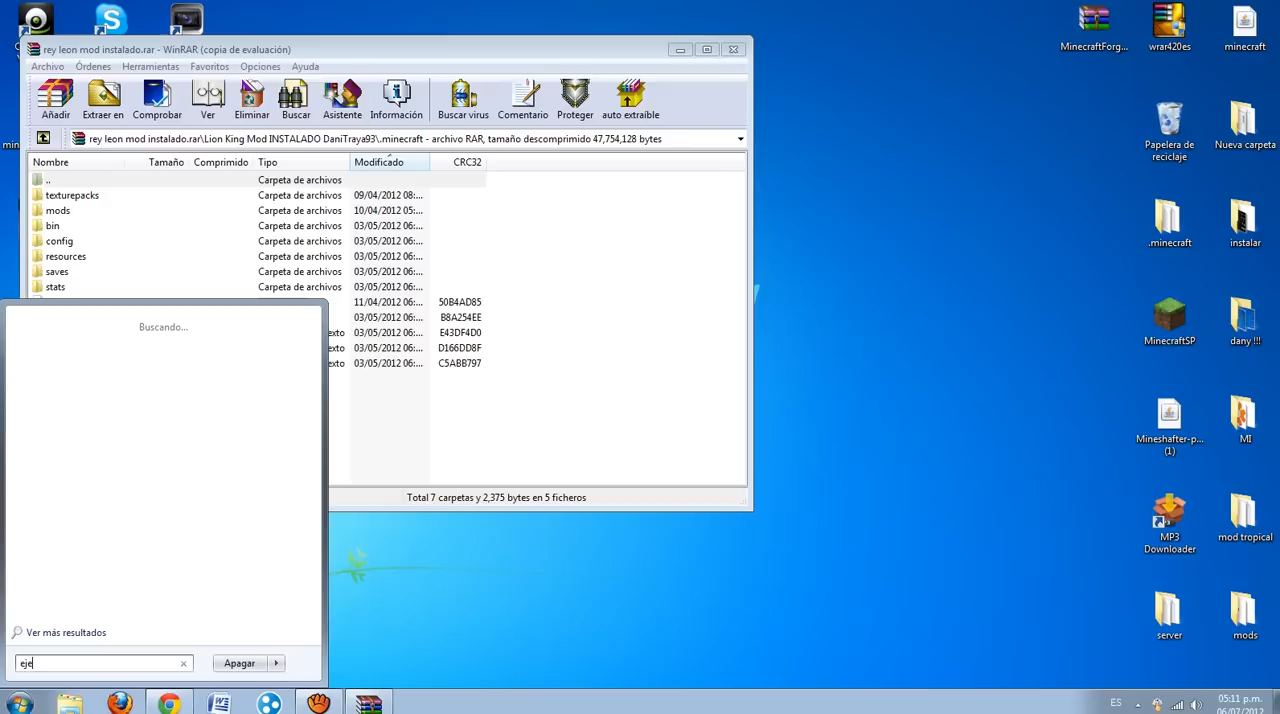 rey leon mod instalado.rar - WinRAR (copia de evaluación)
Archivo Órdenes Herramientas Favoritos Opciones Ayuda
Añadir Extraer en Comprobar Ver Eliminar Buscar Asistente Información Buscar virus Comentario Proteger auto extraíble
rey leon mod instalado.rar\Lion King Mod INSTALADO DaniTraya93\.minecraft - archivo RAR, tamaño descomprimido 47,754,128 bytes
Nombre Tamaño Comprimido Tipo Modificado CRC32
.. Carpeta de archivos
texturepacks Carpeta de archivos 09/04/2012 08:...
mods Carpeta de archivos 10/04/2012 05:...
bin Carpeta de archivos 03/05/2012 06:...
config Carpeta de archivos 03/05/2012 06:...
resources Carpeta de archivos 03/05/2012 06:...
saves Carpeta de archivos 03/05/2012 06:...
stats Carpeta de archivos 03/05/2012 06:...
11/04/2012 06:... 50B4AD85
03/05/2012 06:... B8A254EE
exto 03/05/2012 06:... E43DF4D0
exto 03/05/2012 06:... D166DD8F
exto 03/05/2012 06:... C5ABB797
Total 7 carpetas y 2,375 bytes en 5 ficheros
Buscando...
Ver más resultados
eje
Apagar
MinecraftForg... wrar420es minecraft
Papelera de
reciclaje
Nueva carpeta
.minecraft instalar
MinecraftSP dany !!!
Mineshafter-p...
(1)
MI
MP3
Downloader
mod tropical
server mods
ES
05:11 p.m.
06/07/2012